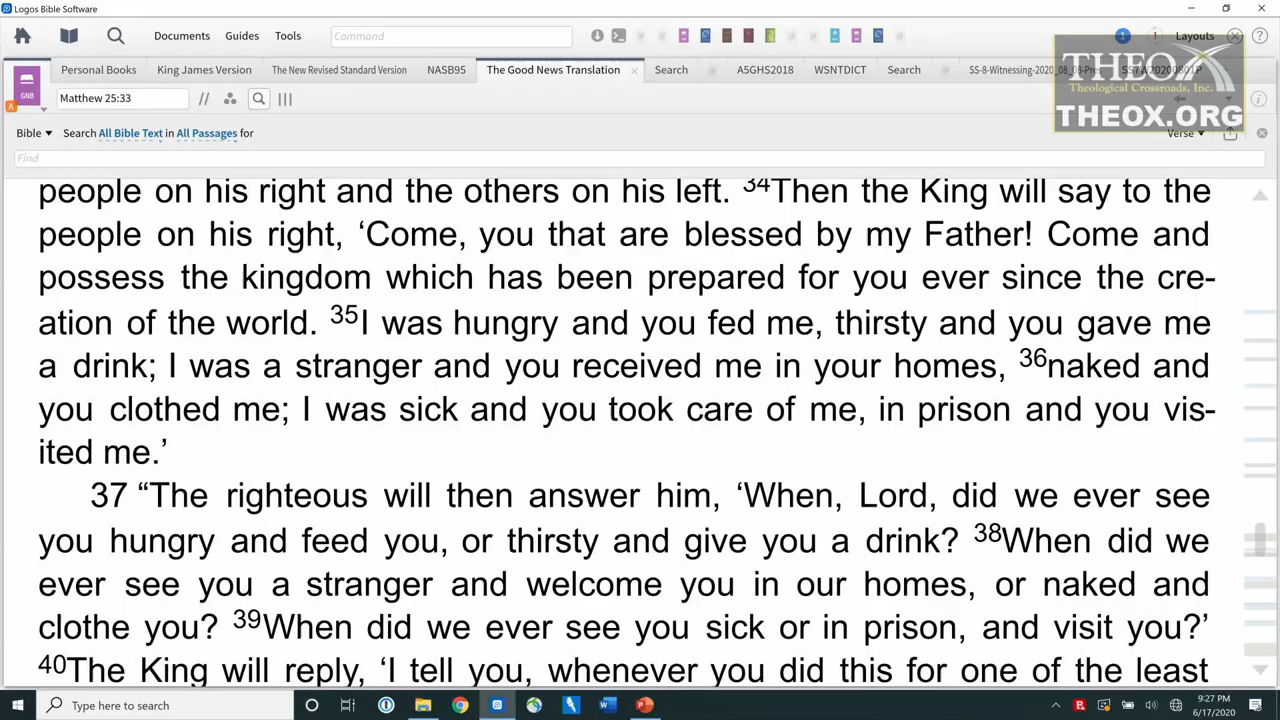 Logos Bible Software
Documents Guides Tools Command 1 Layouts
Personal Books King James Version The New Revised Standard The Good News Translation Search A5GHS2018 WSNTDICT Search
GNB A Matthew 25:33
THEOX
Theological Crossroads, Inc.
THEOX.ORG
Bible Search All Bible Text in All Passages for Verse
Find
people on his right and the others on his left. 34Then the King will say to the
people on his right, ‘Come, you that are blessed by my Father! Come and
possess the kingdom which has been prepared for you ever since the cre-
ation of the world. 35I was hungry and you fed me, thirsty and you gave me
a drink; I was a stranger and you received me in your homes, 36naked and
you clothed me; I was sick and you took care of me, in prison and you vis-
ited me.’
37 “The righteous will then answer him, ‘When, Lord, did we ever see
you hungry and feed you, or thirsty and give you a drink? 38When did we
ever see you a stranger and welcome you in our homes, or naked and
clothe you? 39When did we ever see you sick or in prison, and visit you?’
40The King will reply, ‘I tell you, whenever you did this for one of the least
Type here to search
9:27 PM
6/17/2020